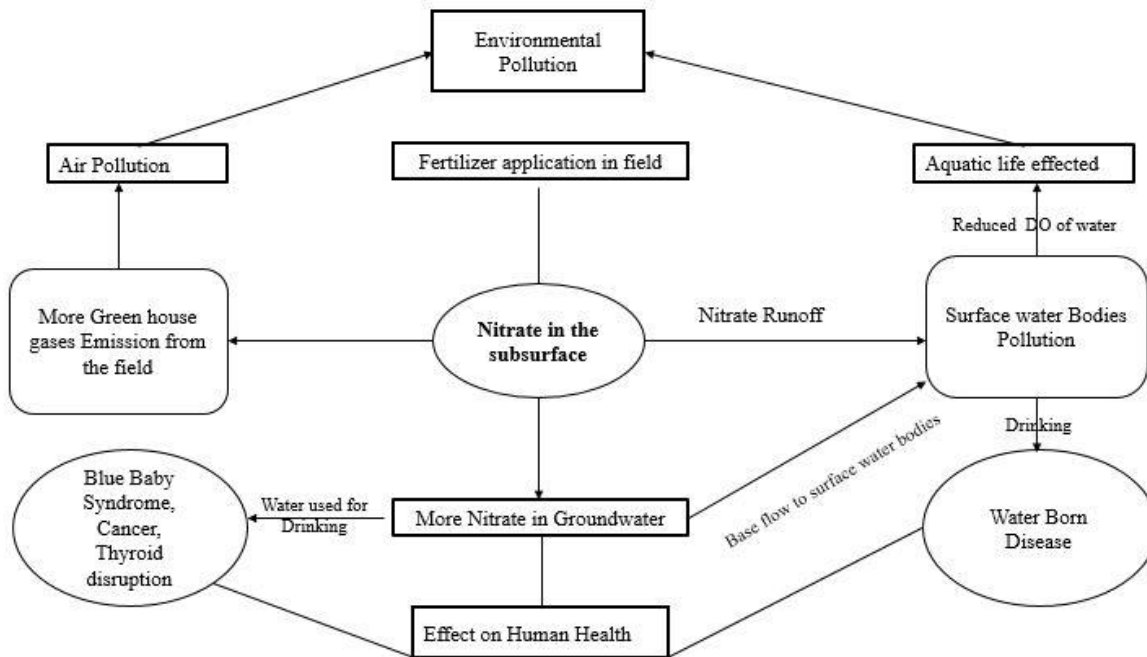 Environmental
Pollution
Air Pollution
Fertilizer application in field
Aquatic life effected
Reduced DO of water
More Green house
gases Emission from
the field
Nitrate in the
subsurface
Nitrate Runoff
Surface water Bodies
Pollution
Drinking
Base flow to surface water bodies
Blue Baby
Syndrome,
Cancer,
Thyroid
disruption
Water used for
Drinking
More Nitrate in Groundwater
Water Born
Disease
Effect on Human Health